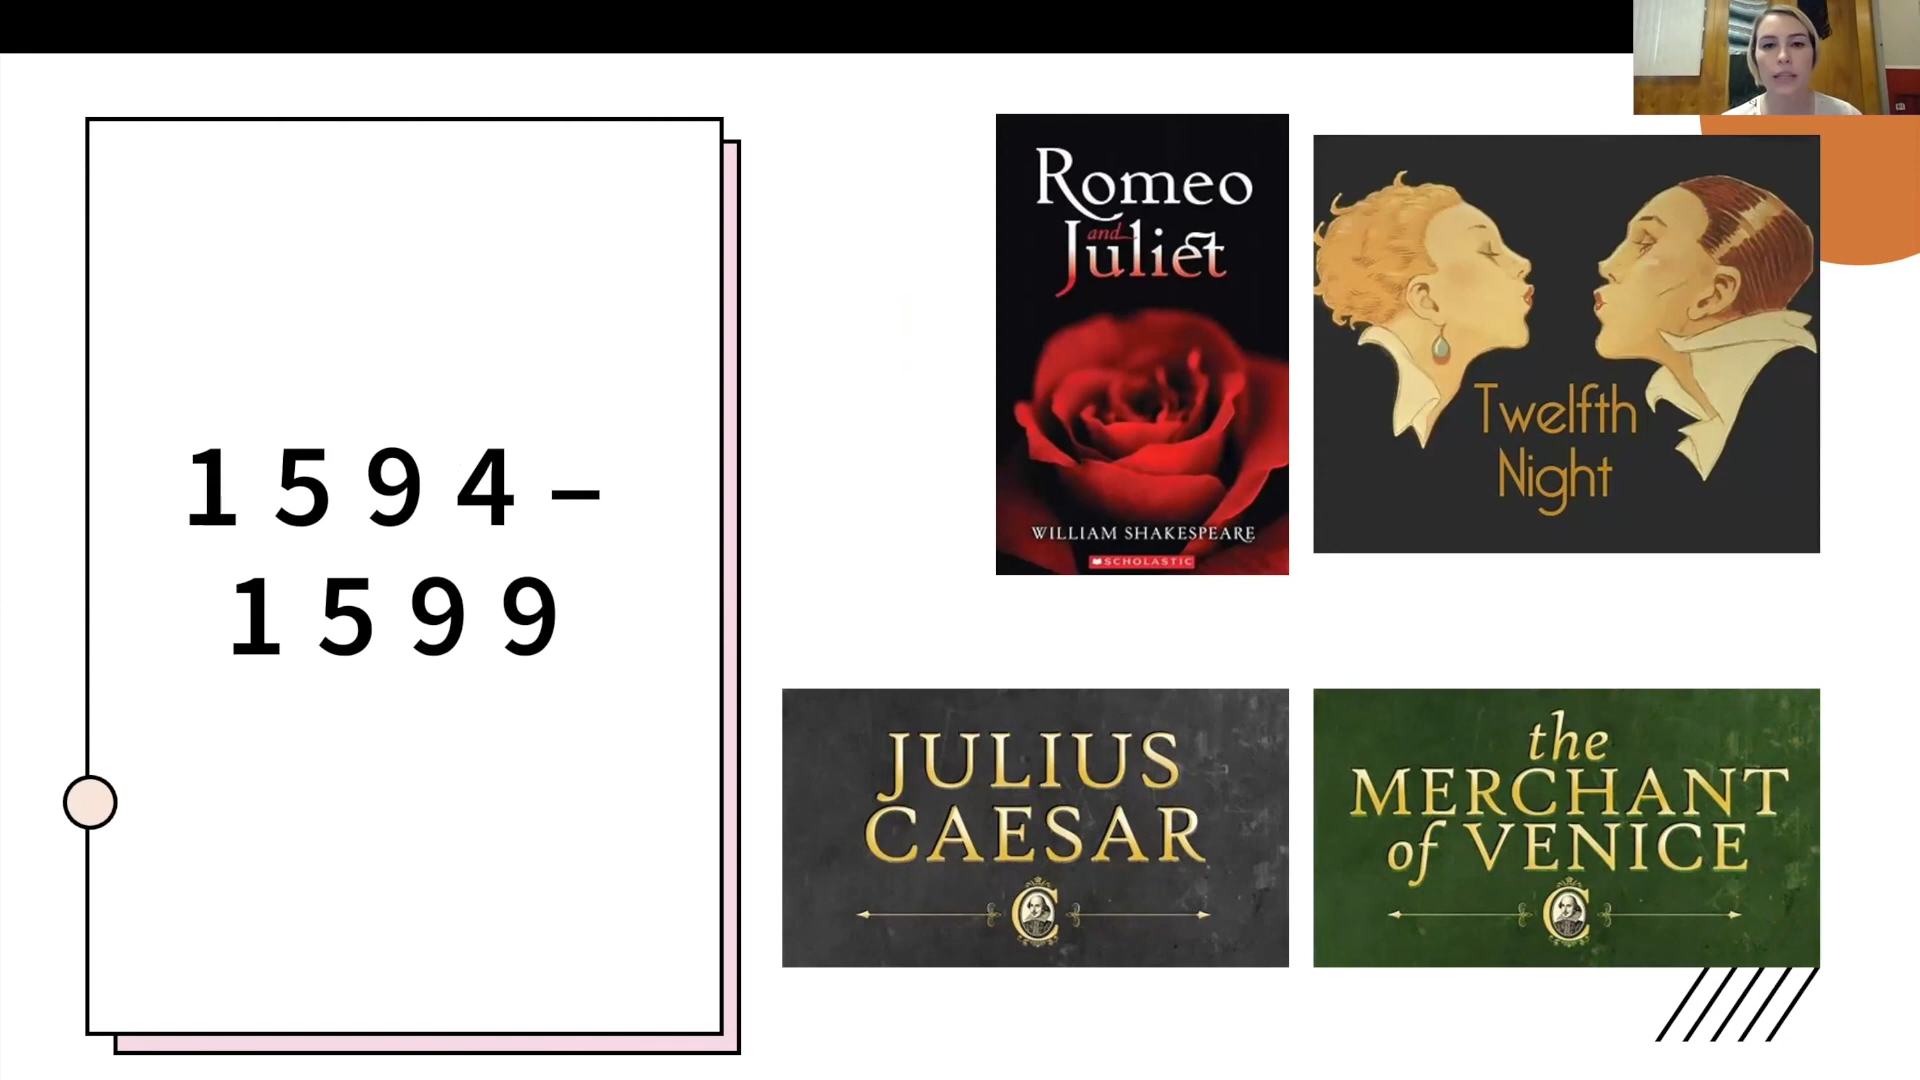 1594–
1599
Romeo
and
Juliet
WILLIAM SHAKESPEARE
SCHOLASTIC
Twelfth
Night
JULIUS
CAESAR
C
the
MERCHANT
of VENICE
C